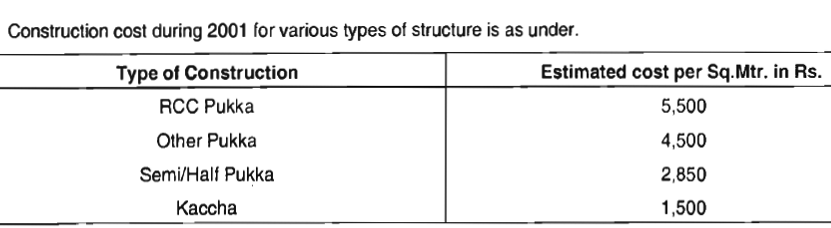 Construction cost during 2001 for various types of structure is as under.
Type of Construction Estimated cost per Sq.Mtr. in Rs.
RCC Pukka 5,500
Other Pukka 4,500
Semi/Half Pukka 2,850
Kaccha 1,500